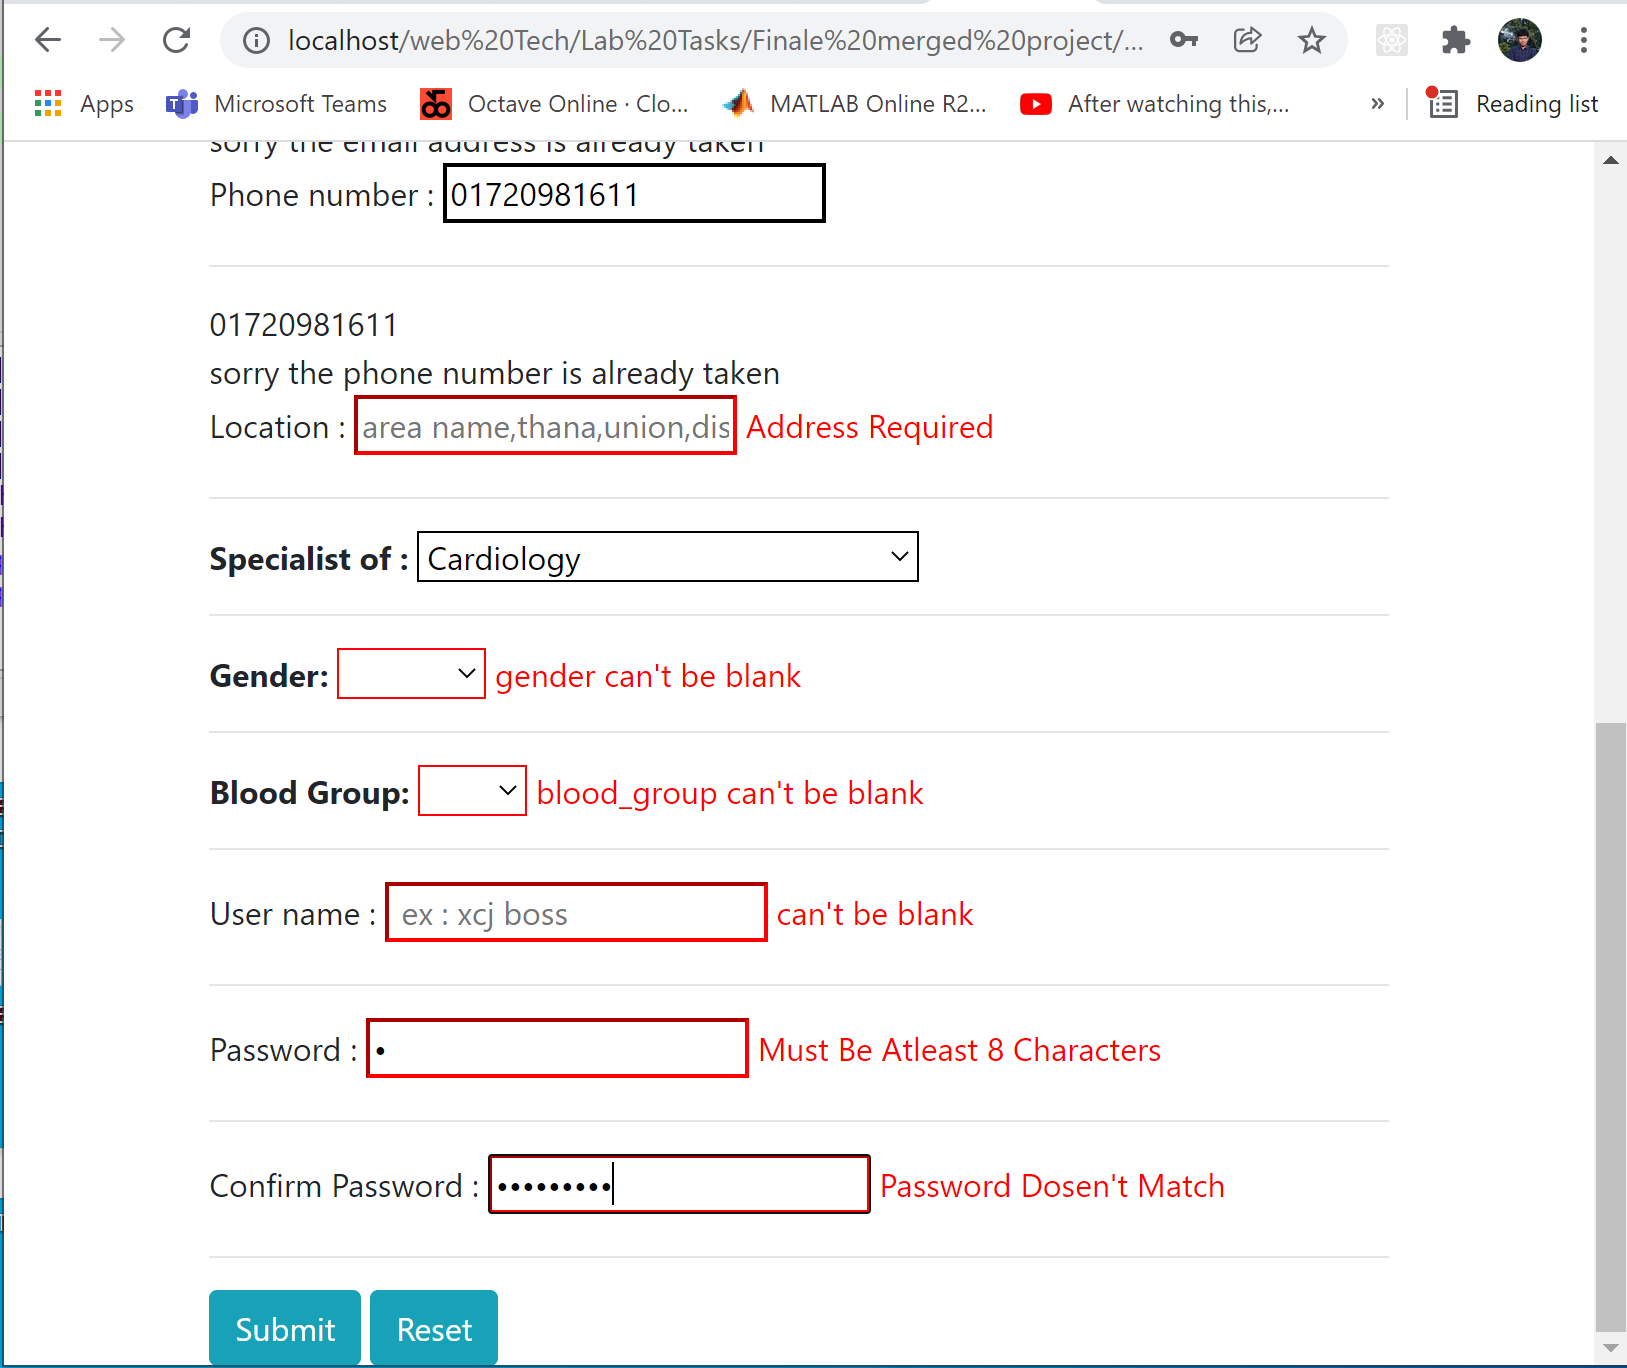 localhost/web%20Tech/Lab%20Tasks/Finale%20merged%20project/...
Apps Microsoft Teams Octave Online · Clo... MATLAB Online R2... After watching this,... » Reading list
sorry the email address is already taken
Phone number : 01720981611
01720981611
sorry the phone number is already taken
Location : area name,thana,union,dis Address Required
Specialist of : Cardiology
Gender: gender can't be blank
Blood Group: blood_group can't be blank
User name : ex : xcj boss can't be blank
Password : • Must Be Atleast 8 Characters
Confirm Password : ••••••••• Password Dosen't Match
Submit Reset